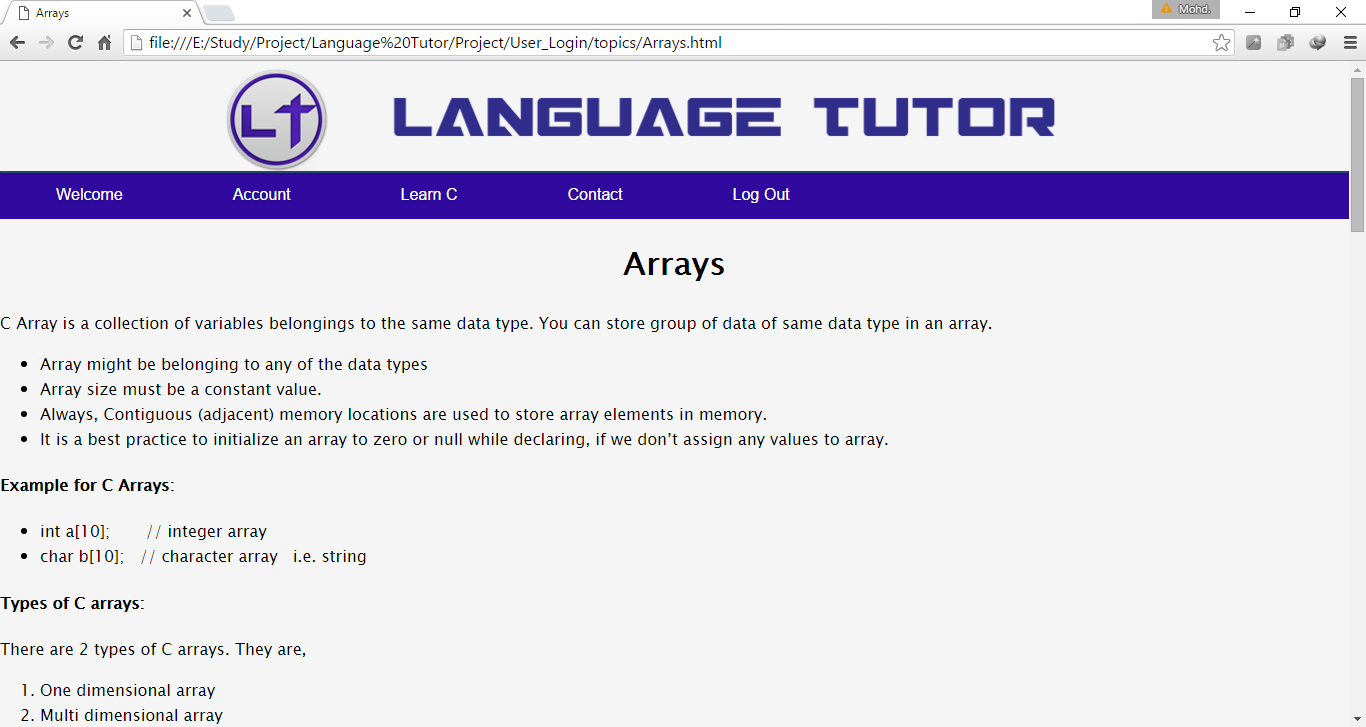 Arrays
Mohd.
file:///E:/Study/Project/Language%20Tutor/Project/User_Login/topics/Arrays.html
LT LANGUAGE TUTOR
Welcome Account Learn C Contact Log Out
Arrays
C Array is a collection of variables belongings to the same data type. You can store group of data of same data type in an array.
• Array might be belonging to any of the data types
• Array size must be a constant value.
• Always, Contiguous (adjacent) memory locations are used to store array elements in memory.
• It is a best practice to initialize an array to zero or null while declaring, if we don’t assign any values to array.
Example for C Arrays:
• int a[10]; // integer array
• char b[10]; // character array i.e. string
Types of C arrays:
There are 2 types of C arrays. They are,
1. One dimensional array
2. Multi dimensional array